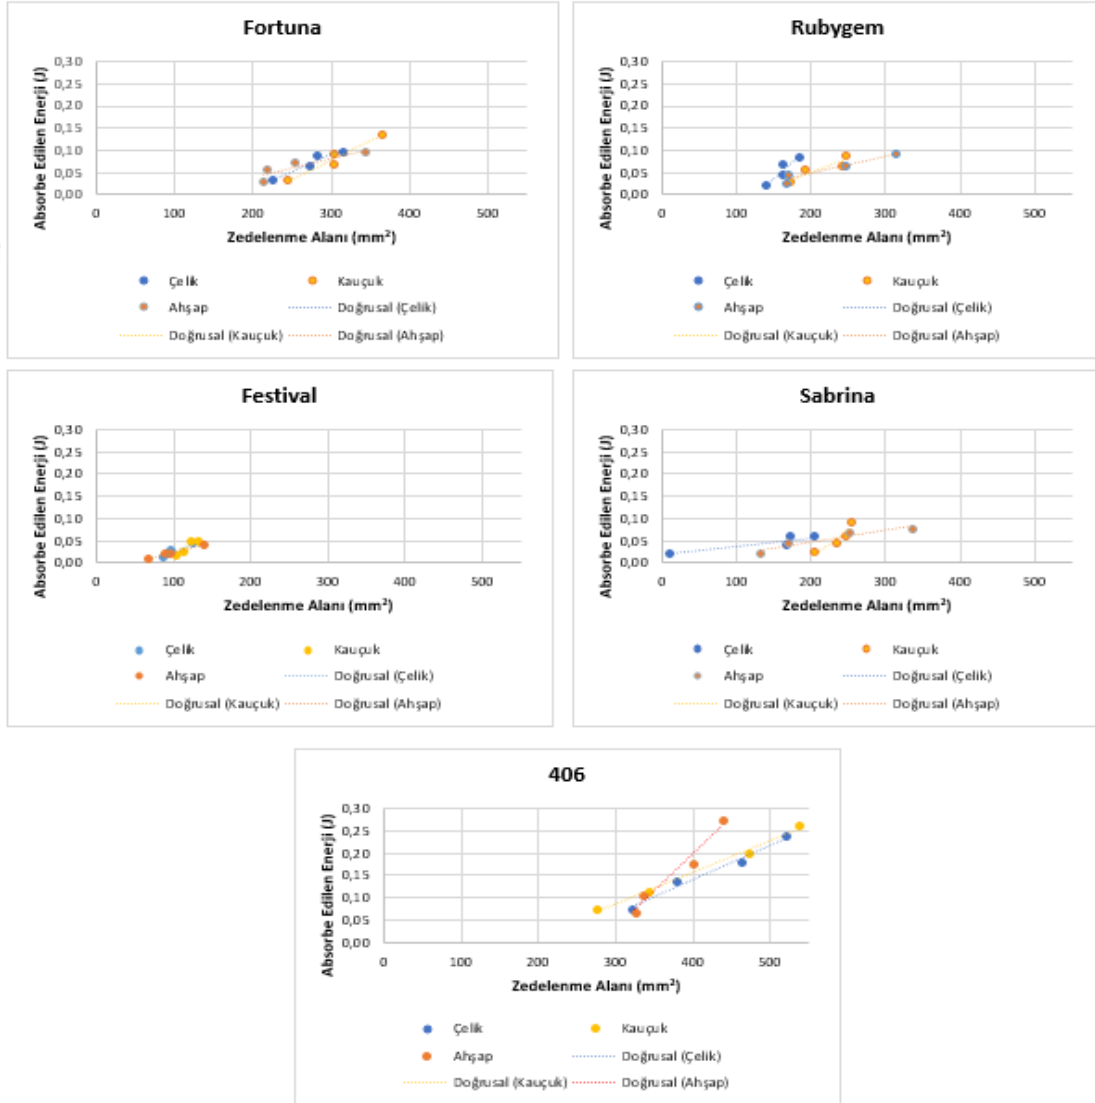 Fortuna
Absorbe Edilen Enerji (J)
0,30
0,25
0,20
0,15
0,10
0,05
0,00
0 100 200 300 400 500
Zedelenme Alanı (mm²)
Çelik Kauçuk
Ahşap Doğrusal (Çelik)
Doğrusal (Kauçuk) Doğrusal (Ahşap)
Rubygem
Absorbe Edilen Enerji (J)
0,30
0,25
0,20
0,15
0,10
0,05
0,00
0 100 200 300 400 500
Zedelenme Alanı (mm²)
Çelik Kauçuk
Ahşap Doğrusal (Çelik)
Doğrusal (Kauçuk) Doğrusal (Ahşap)
Festival
Absorbe Edilen Enerji (J)
0,30
0,25
0,20
0,15
0,10
0,05
0,00
0 100 200 300 400 500
Zedelenme Alanı (mm²)
Çelik Kauçuk
Ahşap Doğrusal (Çelik)
Doğrusal (Kauçuk) Doğrusal (Ahşap)
Sabrina
Absorbe Edilen Enerji (J)
0,30
0,25
0,20
0,15
0,10
0,05
0,00
0 100 200 300 400 500
Zedelenme Alanı (mm²)
Çelik Kauçuk
Ahşap Doğrusal (Çelik)
Doğrusal (Kauçuk) Doğrusal (Ahşap)
406
Absorbe Edilen Enerji (J)
0,30
0,25
0,20
0,15
0,10
0,05
0,00
0 100 200 300 400 500
Zedelenme Alanı (mm²)
Çelik Kauçuk
Ahşap Doğrusal (Çelik)
Doğrusal (Kauçuk) Doğrusal (Ahşap)